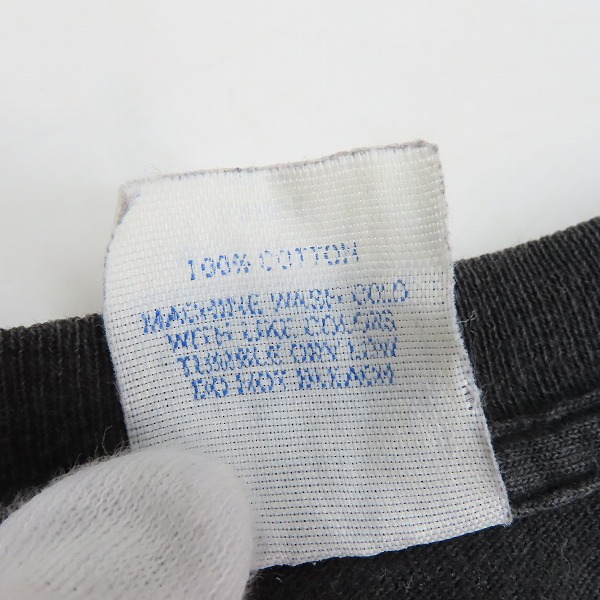 100% COTTON
MACHINE WASH COLD
WITH LIKE COLORS
TUMBLE DRY LOW
DO NOT BLEACH